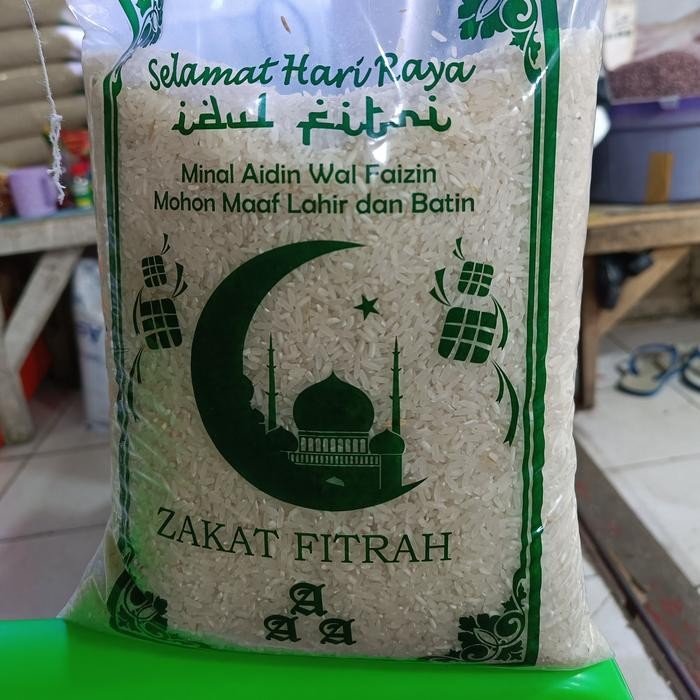 Selamat Hari Raya
idul fitri
Minal Aidin Wal Faizin
Mohon Maaf Lahir dan Batin
ZAKAT FITRAH
A
A A